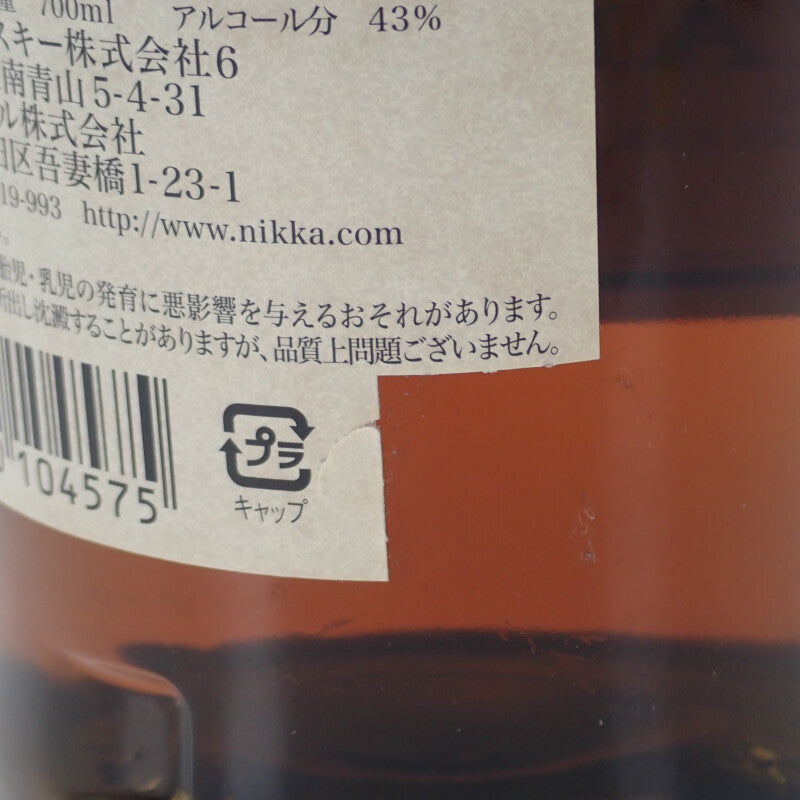 700ml アルコール分 43%
スキー株式会社6
南青山5-4-31
ル株式会社
区吾妻橋1-23-1
19-993 http://www.nikka.com
。
胎児・乳児の発育に悪影響を与えるおそれがあります。
出し沈澱することがありますが、品質上問題ございません。
104575
プラ
キャップ